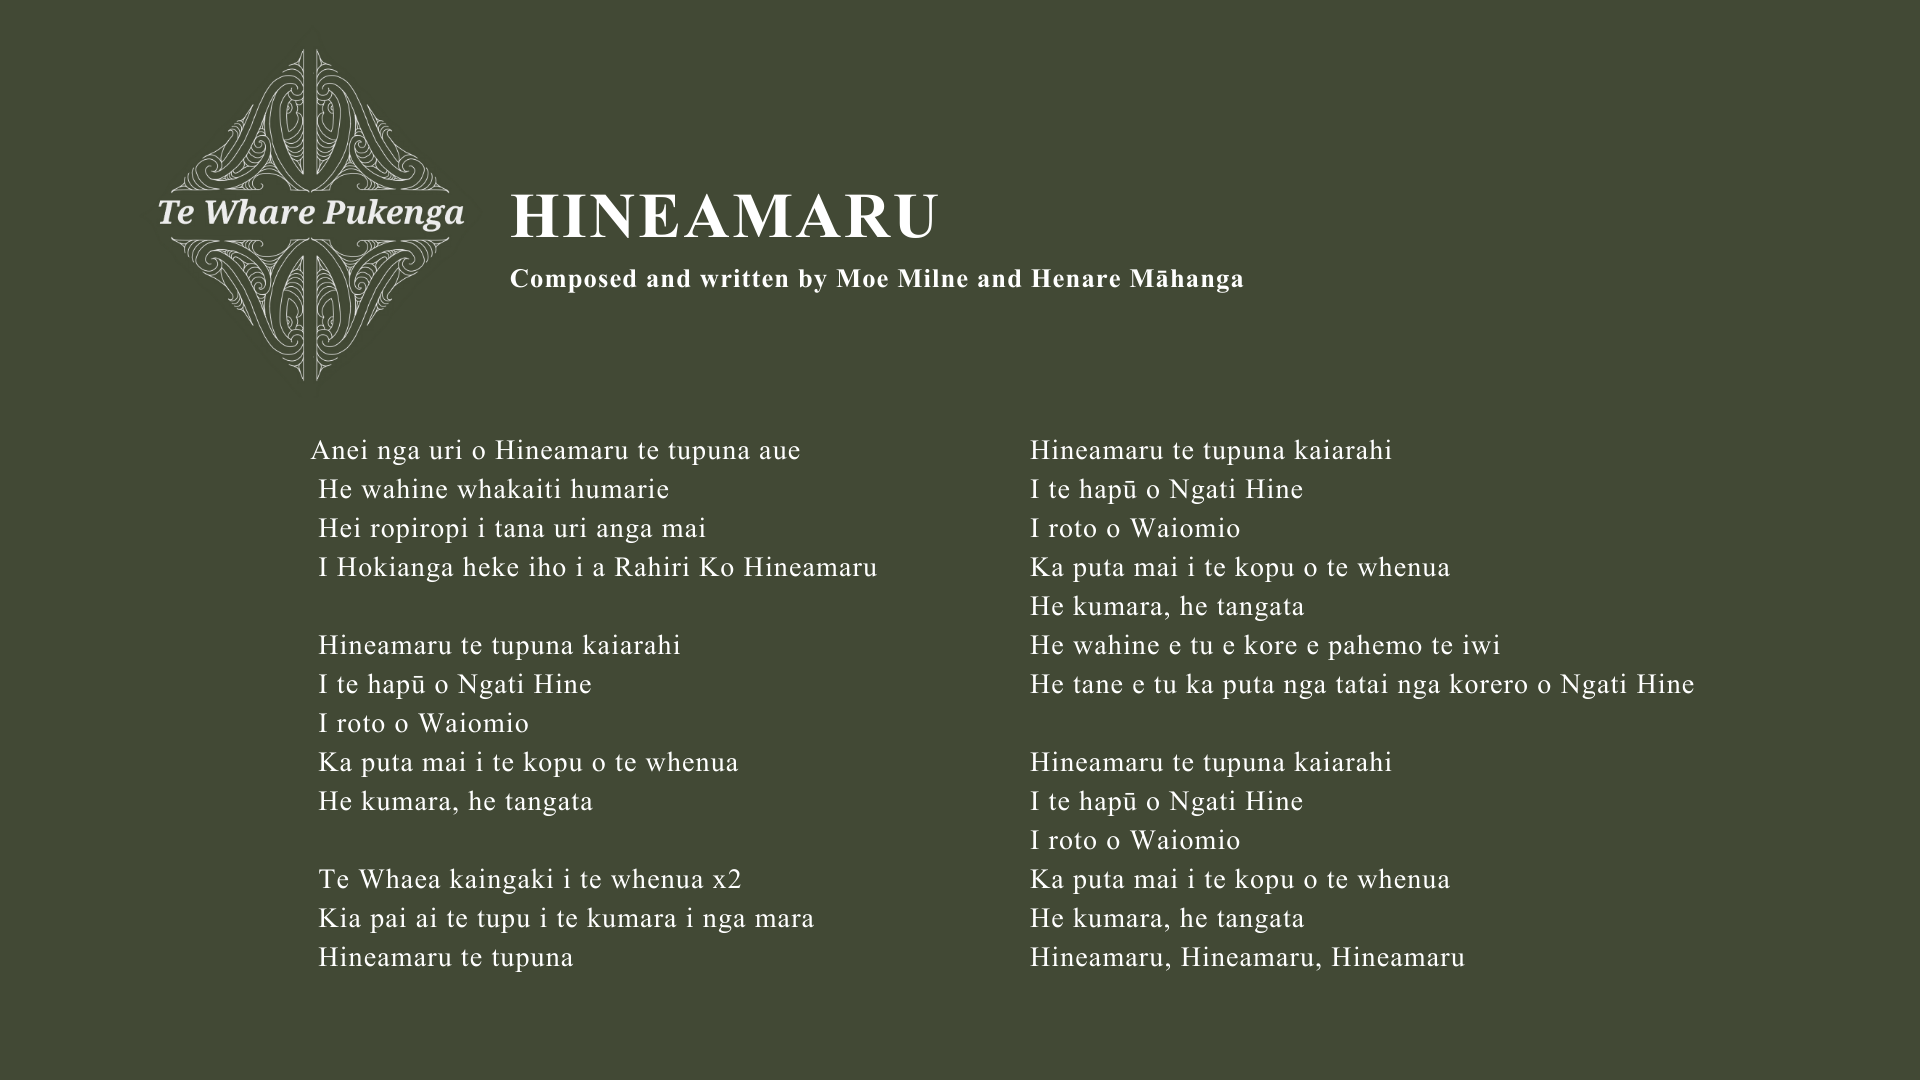 Te Whare Pukenga
HINEAMARU
Composed and written by Moe Milne and Henare Māhanga
Anei nga uri o Hineamaru te tupuna aue
He wahine whakaiti humarie
Hei ropiropi i tana uri anga mai
I Hokianga heke iho i a Rahiri Ko Hineamaru
Hineamaru te tupuna kaiarahi
I te hapū o Ngati Hine
I roto o Waiomio
Ka puta mai i te kopu o te whenua
He kumara, he tangata
Te Whaea kaingaki i te whenua x2
Kia pai ai te tupu i te kumara i nga mara
Hineamaru te tupuna
Hineamaru te tupuna kaiarahi
I te hapū o Ngati Hine
I roto o Waiomio
Ka puta mai i te kopu o te whenua
He kumara, he tangata
He wahine e tu e kore e pahemo te iwi
He tane e tu ka puta nga tatai nga korero o Ngati Hine
Hineamaru te tupuna kaiarahi
I te hapū o Ngati Hine
I roto o Waiomio
Ka puta mai i te kopu o te whenua
He kumara, he tangata
Hineamaru, Hineamaru, Hineamaru